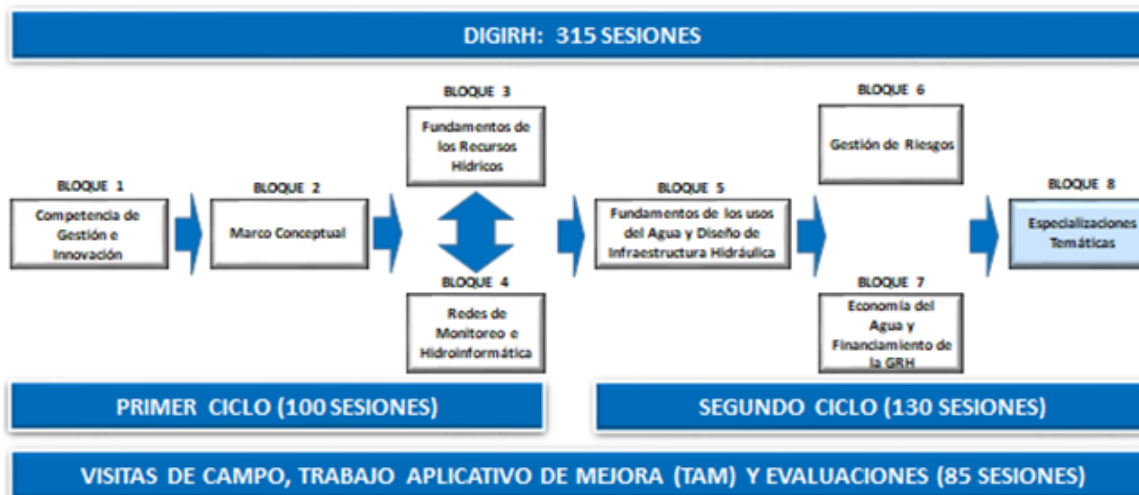 DIGIRH: 315 SESIONES
BLOQUE 1
Competencia de
Gestión e
Innovación
BLOQUE 2
Marco Conceptual
BLOQUE 3
Fundamentos de
los Recursos
Hídricos
BLOQUE 4
Redes de
Monitoreo e
Hidroinformática
BLOQUE 5
Fundamentos de los usos
del Agua y Diseño de
Infraestructura Hidráulica
BLOQUE 6
Gestión de Riesgos
BLOQUE 7
Economía del
Agua y
Financiamiento de
la GRH
BLOQUE 8
Especializaciones
Temáticas
PRIMER CICLO (100 SESIONES)
SEGUNDO CICLO (130 SESIONES)
VISITAS DE CAMPO, TRABAJO APLICATIVO DE MEJORA (TAM) Y EVALUACIONES (85 SESIONES)